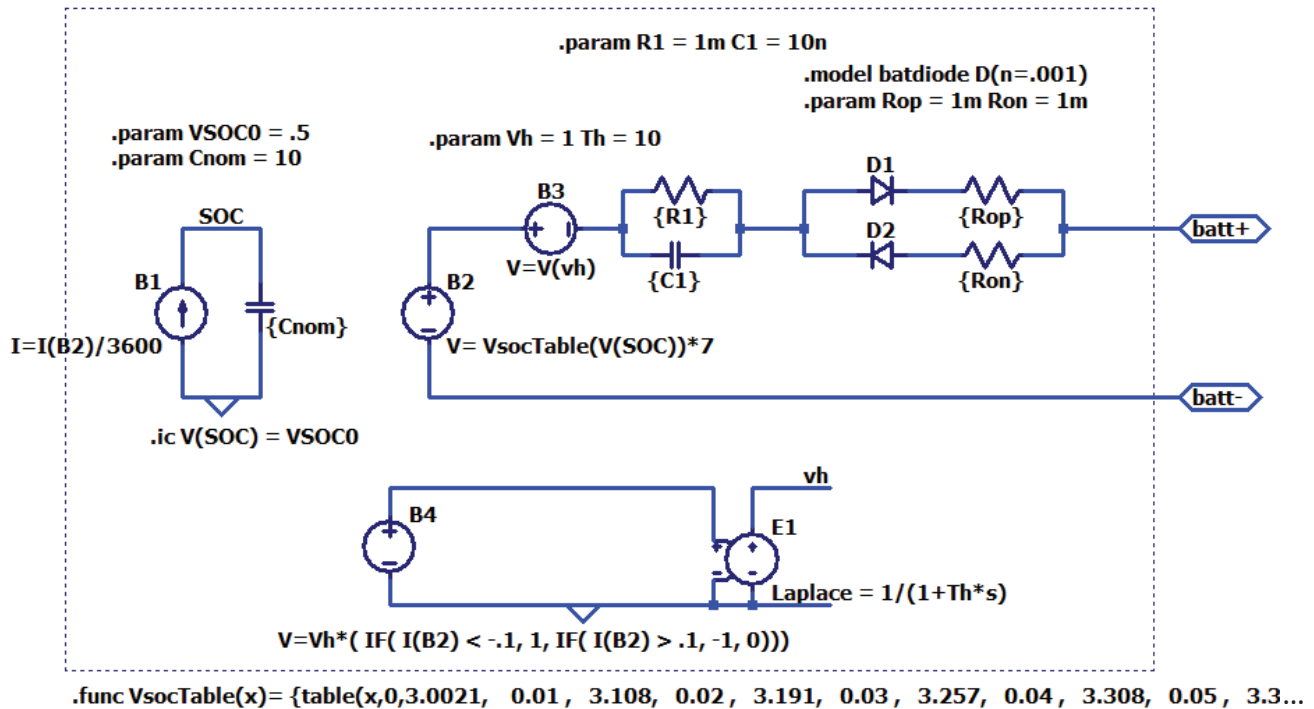 .param R1 = 1m C1 = 10n
.model batdiode D(n=.001)
.param Rop = 1m Ron = 1m
.param VSOC0 = .5
.param Cnom = 10
.param Vh = 1 Th = 10
D1
B3
SOC
{R1}
{Rop}
batt+
D2
V=V(vh)
B1
B2
{C1}
{Ron}
{Cnom}
I=I(B2)/3600
V= VsocTable(V(SOC))*7
batt-
.ic V(SOC) = VSOC0
vh
B4
E1
Laplace = 1/(1+Th*s)
V=Vh*( IF( I(B2) < -.1, 1, IF( I(B2) > .1, -1, 0)))
.func VsocTable(x)= {table(x,0,3.0021, 0.01 , 3.108, 0.02 , 3.191, 0.03 , 3.257, 0.04 , 3.308, 0.05 , 3.3...